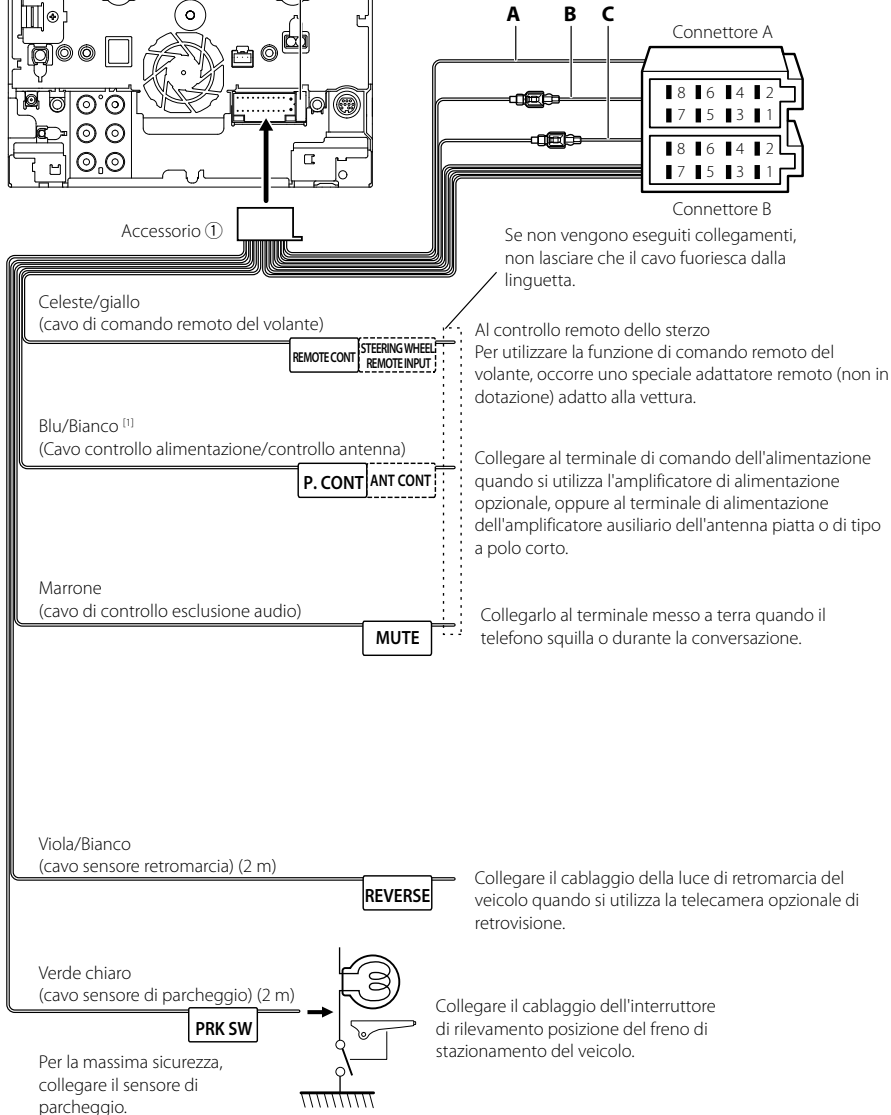 A B C
Connettore A
8 6 4 2
7 5 3 1
8 6 4 2
7 5 3 1
Connettore B
Accessorio ①
Se non vengono eseguiti collegamenti,
non lasciare che il cavo fuoriesca dalla
linguetta.
Celeste/giallo
(cavo di comando remoto del volante)
REMOTE CONT
STEERING WHEEL
REMOTE INPUT
Al controllo remoto dello sterzo
Per utilizzare la funzione di comando remoto del
volante, occorre uno speciale adattatore remoto (non in
dotazione) adatto alla vettura.
Blu/Bianco [1]
(Cavo controllo alimentazione/controllo antenna)
P. CONT
ANT CONT
Collegare al terminale di comando dell'alimentazione
quando si utilizza l'amplificatore di alimentazione
opzionale, oppure al terminale di alimentazione
dell'amplificatore ausiliario dell'antenna piatta o di tipo
a polo corto.
Marrone
(cavo di controllo esclusione audio)
MUTE
Collegarlo al terminale messo a terra quando il
telefono squilla o durante la conversazione.
Viola/Bianco
(cavo sensore retromarcia) (2 m)
REVERSE
Collegare il cablaggio della luce di retromarcia del
veicolo quando si utilizza la telecamera opzionale di
retrovisione.
Verde chiaro
(cavo sensore di parcheggio) (2 m)
PRK SW
Collegare il cablaggio dell'interruttore
di rilevamento posizione del freno di
stazionamento del veicolo.
Per la massima sicurezza,
collegare il sensore di
parcheggio.